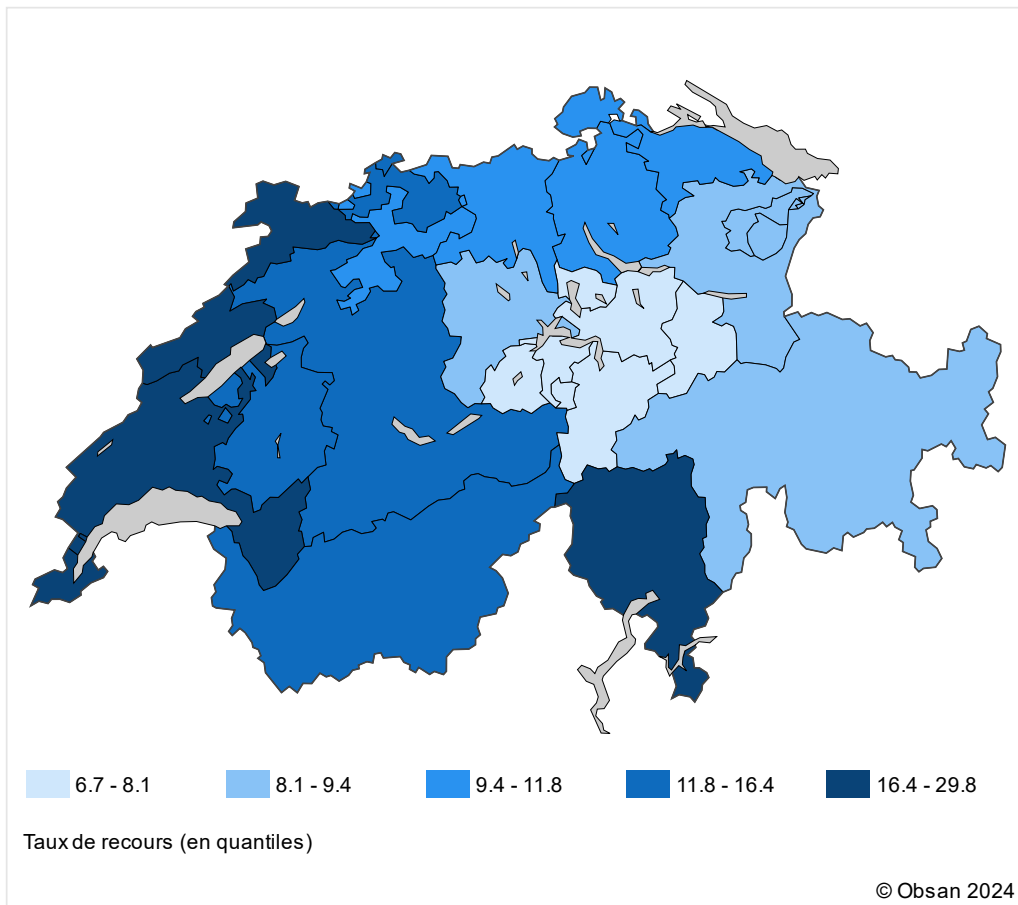 6.7 - 8.1 8.1 - 9.4 9.4 - 11.8 11.8 - 16.4 16.4 - 29.8
Taux de recours (en quantiles)
© Obsan 2024